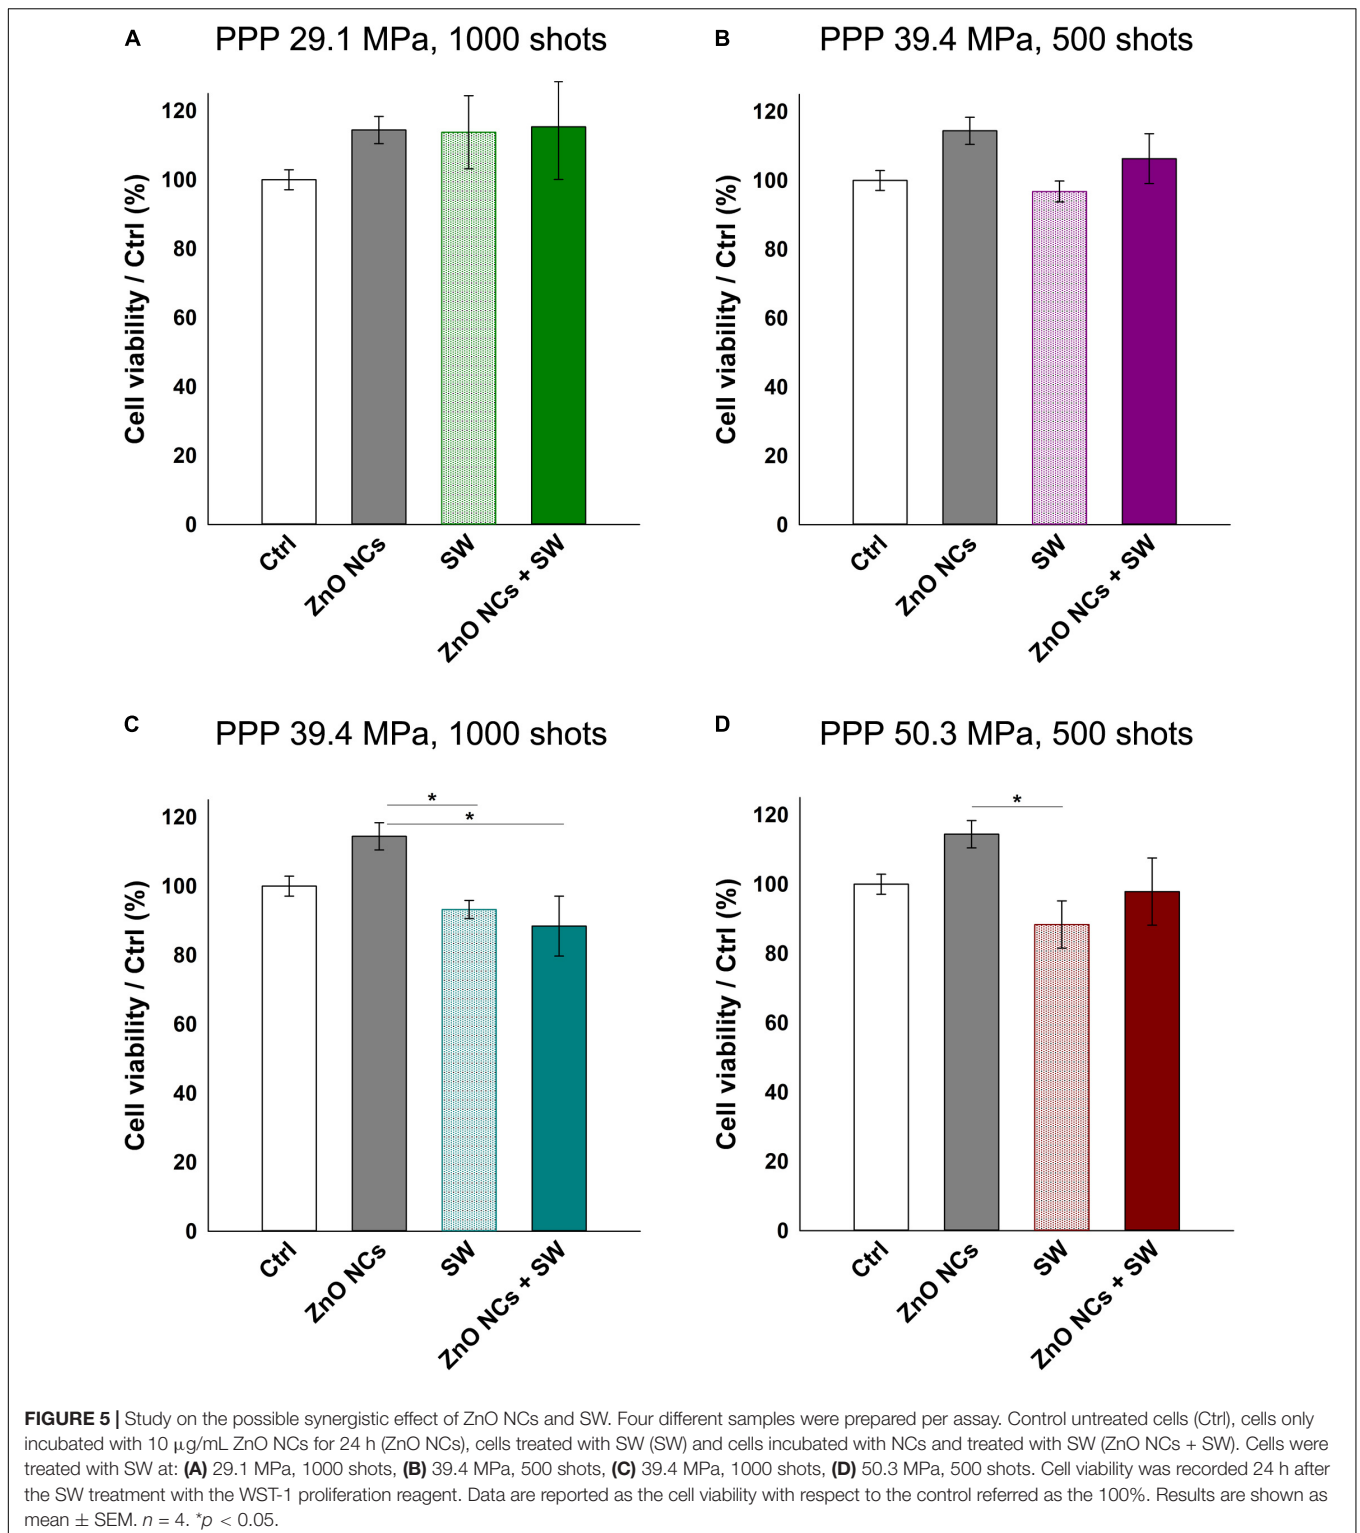 A PPP 29.1 MPa, 1000 shots
Cell viability / Ctrl (%)
120
100
80
60
40
20
0
Ctrl
ZnO NCs
SW
ZnO NCs + SW
B PPP 39.4 MPa, 500 shots
Cell viability / Ctrl (%)
120
100
80
60
40
20
0
Ctrl
ZnO NCs
SW
ZnO NCs + SW
C PPP 39.4 MPa, 1000 shots
Cell viability / Ctrl (%)
120
100
80
60
40
20
0
*
*
Ctrl
ZnO NCs
SW
ZnO NCs + SW
D PPP 50.3 MPa, 500 shots
Cell viability / Ctrl (%)
120
100
80
60
40
20
0
*
Ctrl
ZnO NCs
SW
ZnO NCs + SW
FIGURE 5 | Study on the possible synergistic effect of ZnO NCs and SW. Four different samples were prepared per assay. Control untreated cells (Ctrl), cells only
incubated with 10 μg/mL ZnO NCs for 24 h (ZnO NCs), cells treated with SW (SW) and cells incubated with NCs and treated with SW (ZnO NCs + SW). Cells were
treated with SW at: (A) 29.1 MPa, 1000 shots, (B) 39.4 MPa, 500 shots, (C) 39.4 MPa, 1000 shots, (D) 50.3 MPa, 500 shots. Cell viability was recorded 24 h after
the SW treatment with the WST-1 proliferation reagent. Data are reported as the cell viability with respect to the control referred as the 100%. Results are shown as
mean ± SEM. n = 4. *p < 0.05.